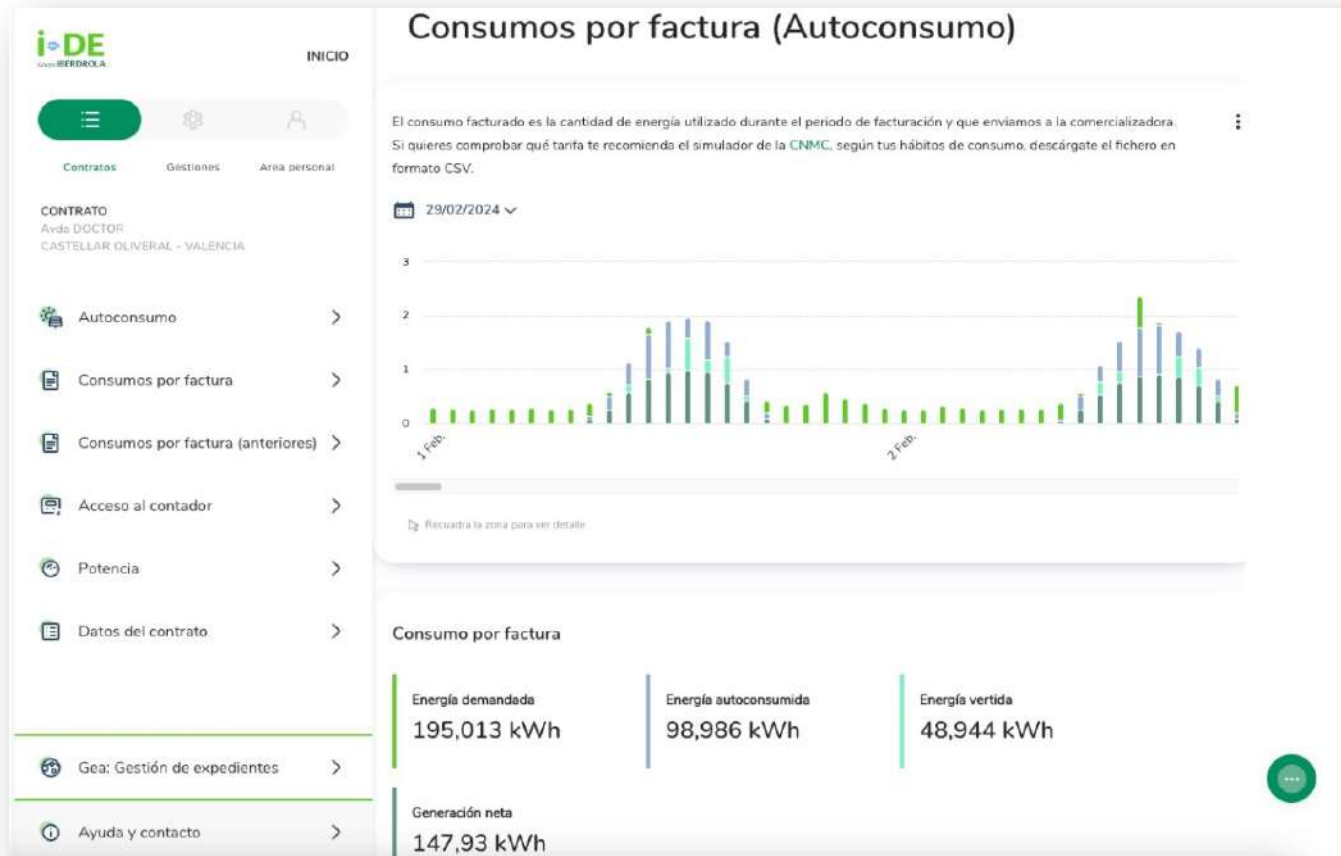 Consumos por factura (Autoconsumo)
i-DE
Grupo IBERDROLA
INICIO
Contratos
Gestiones
Area personal
CONTRATO
Avda DOCTOR
CASTELLAR OLIVERAL - VALENCIA
Autoconsumo
Consumos por factura
Consumos por factura (anteriores)
Acceso al contador
Potencia
Datos del contrato
Gea: Gestión de expedientes
Ayuda y contacto
El consumo facturado es la cantidad de energía utilizado durante el periodo de facturación y que enviamos a la comercializadora.
Si quieres comprobar qué tarifa te recomienda el simulador de la CNMC, según tus hábitos de consumo, descárgate el fichero en
formato CSV.
29/02/2024
3
2
1
0
1 Feb.
2 Feb.
Recuadra la zona para ver detalle
Consumo por factura
Energía demandada
195,013 kWh
Energía autoconsumida
98,986 kWh
Energía vertida
48,944 kWh
Generación neta
147,93 kWh